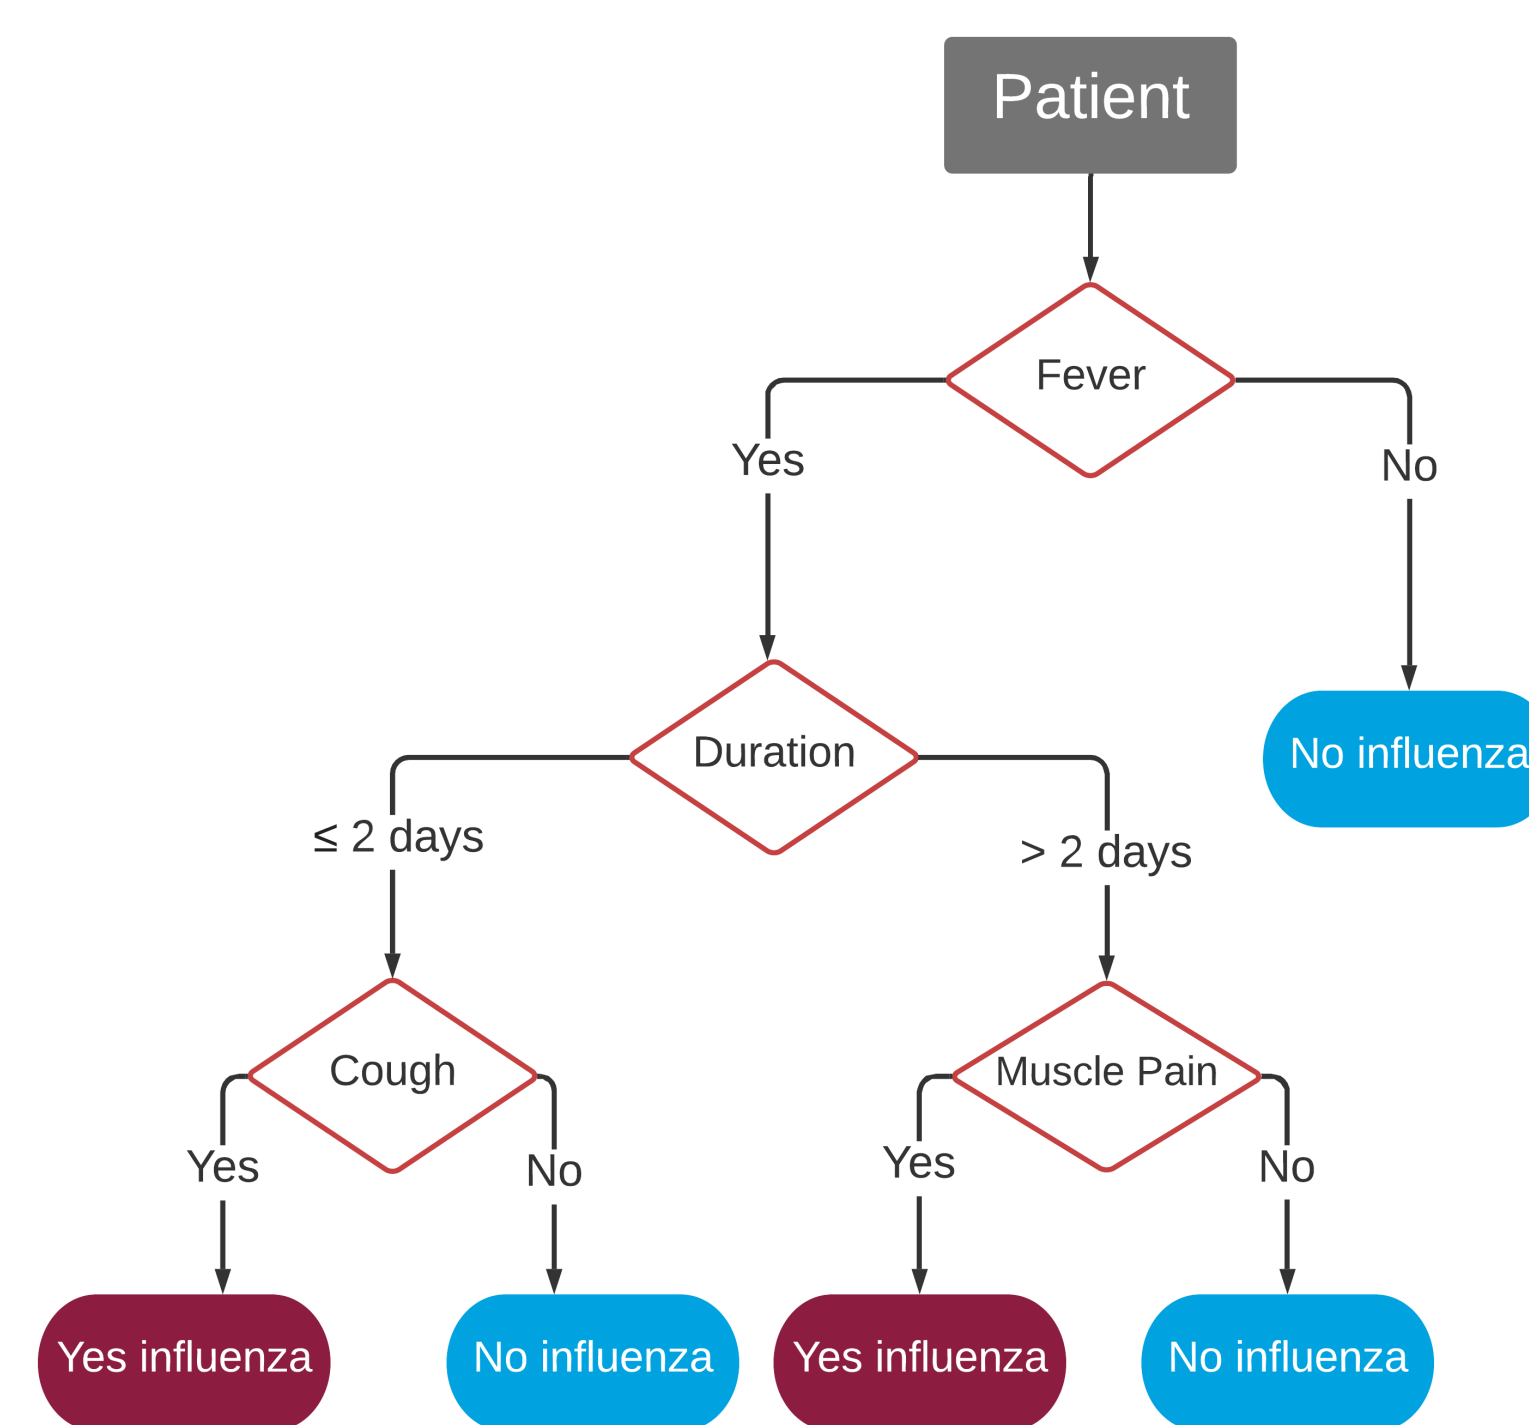 Patient
Fever
Yes
No
Duration
No influenza
≤ 2 days
> 2 days
Cough
Muscle Pain
Yes
No
Yes
No
Yes influenza
No influenza
Yes influenza
No influenza